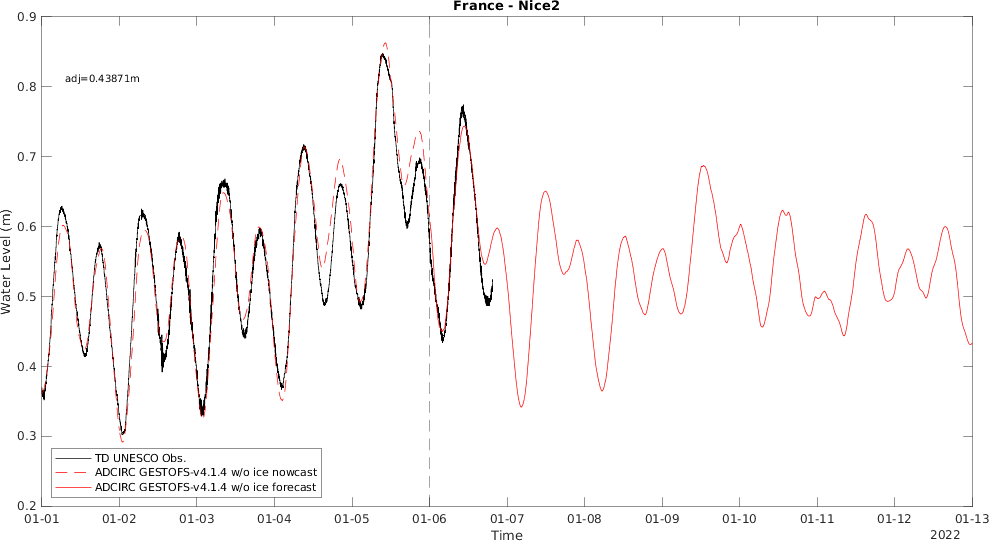 France - Nice2
0.9
0.8
0.7
0.6
0.5
0.4
0.3
0.2
Water Level (m)
adj=0.43871m
TD UNESCO Obs.
ADCIRC GESTOFS-v4.1.4 w/o ice nowcast
ADCIRC GESTOFS-v4.1.4 w/o ice forecast
01-01 01-02 01-03 01-04 01-05 01-06 01-07 01-08 01-09 01-10 01-11 01-12 01-13
Time
2022